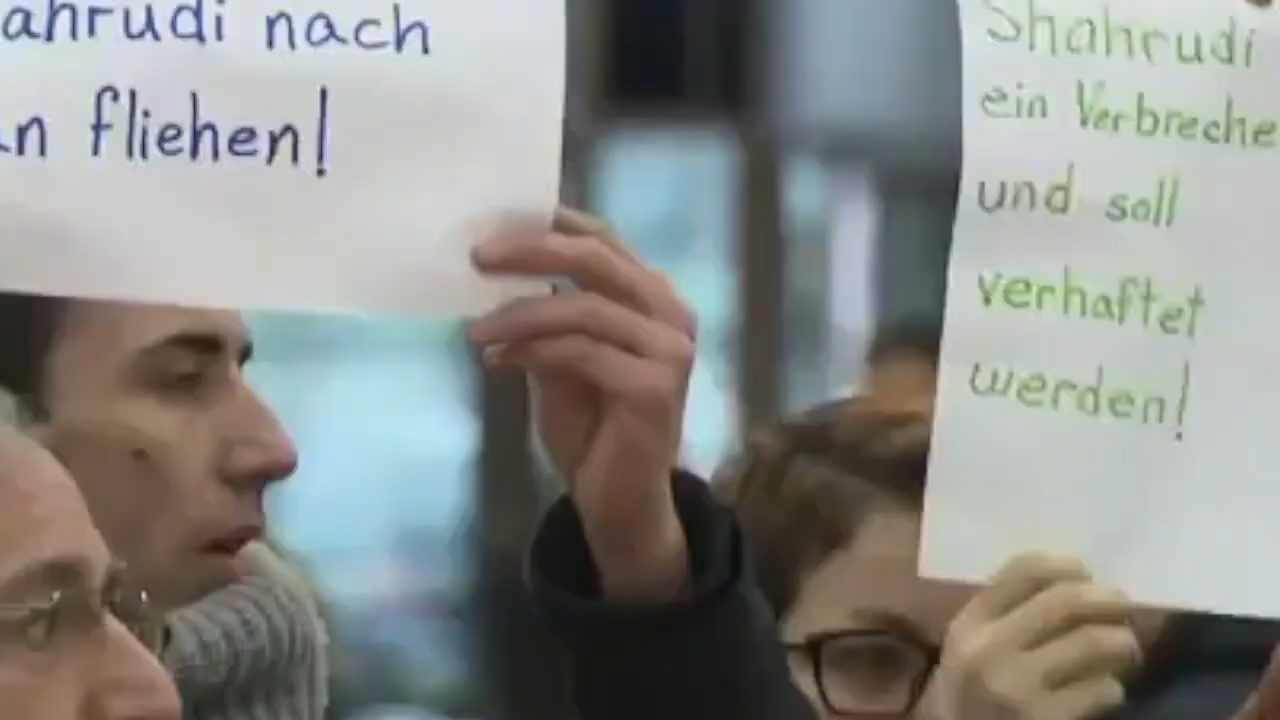 ahrudi nach
n fliehen!
Shahrudi
ein Verbreche
und soll
verhaftet
werden!